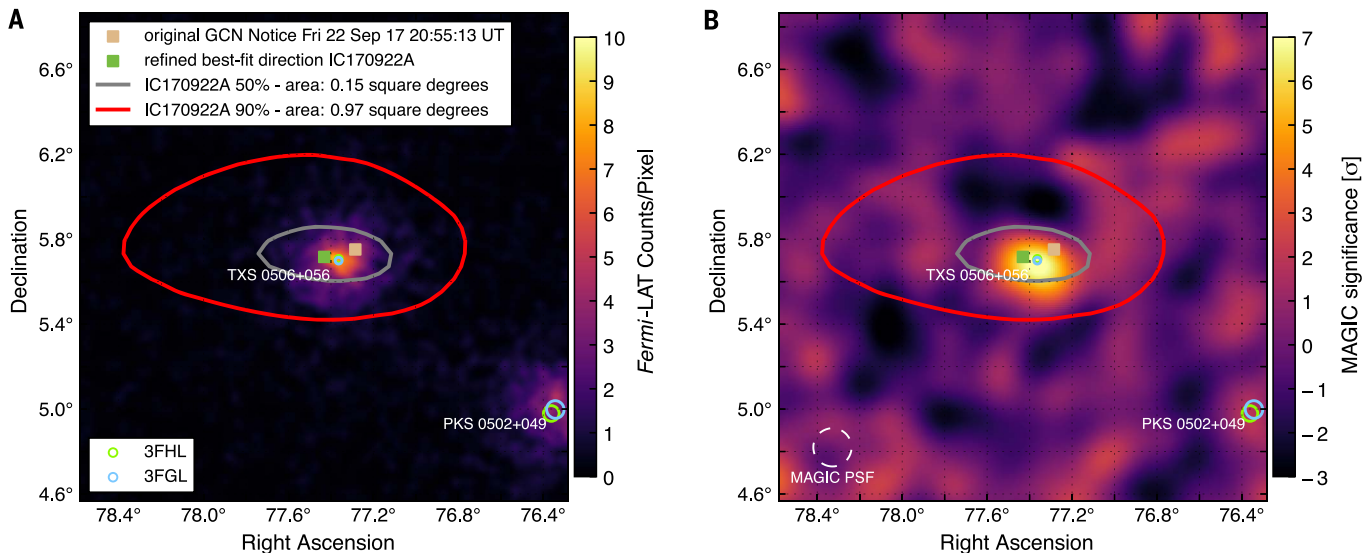 A
original GCN Notice Fri 22 Sep 17 20:55:13 UT
refined best-fit direction IC170922A
IC170922A 50% - area: 0.15 square degrees
IC170922A 90% - area: 0.97 square degrees
6.6°
6.2°
5.8°
5.4°
5.0°
4.6°
Declination
TXS 0506+056
PKS 0502+049
3FHL
3FGL
78.4° 78.0° 77.6° 77.2° 76.8° 76.4°
Right Ascension
10
9
8
7
6
5
4
3
2
1
0
Fermi-LAT Counts/Pixel
B
6.6°
6.2°
5.8°
5.4°
5.0°
4.6°
Declination
TXS 0506+056
PKS 0502+049
MAGIC PSF
78.4° 78.0° 77.6° 77.2° 76.8° 76.4°
Right Ascension
7
6
5
4
3
2
1
0
−1
−2
−3
MAGIC significance [σ]